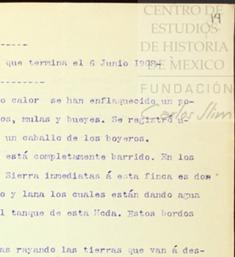 CENTRO DE
19
ESTUDIOS
DE HISTORIA
DE MÉXICO
FUNDACIÓN
Carlos Slim
-----
que termina el 6 Junio 1908-
---------
o calor se han enflaquecido un po-
os, mulas y bueyes. Se registró u-
un caballo de los boyeros.
está completamente barrido. En los
Sierra inmediatas á esta finca es don
o y lana los cuales están dando agua
l tanque de esta Hcda. Estos bordos
as rayando las tierras que van á des-